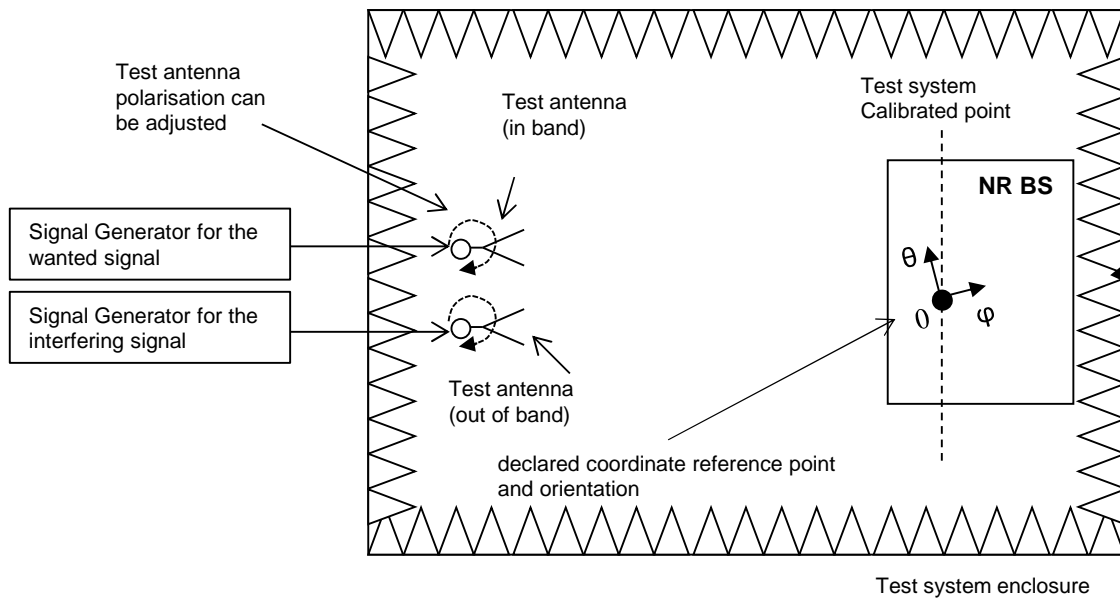 Test antenna
polarisation can
be adjusted
Test antenna
(in band)
Test system
Calibrated point
NR BS
Signal Generator for the
wanted signal
θ
φ
0
Signal Generator for the
interfering signal
Test antenna
(out of band)
declared coordinate reference point
and orientation
Test system enclosure